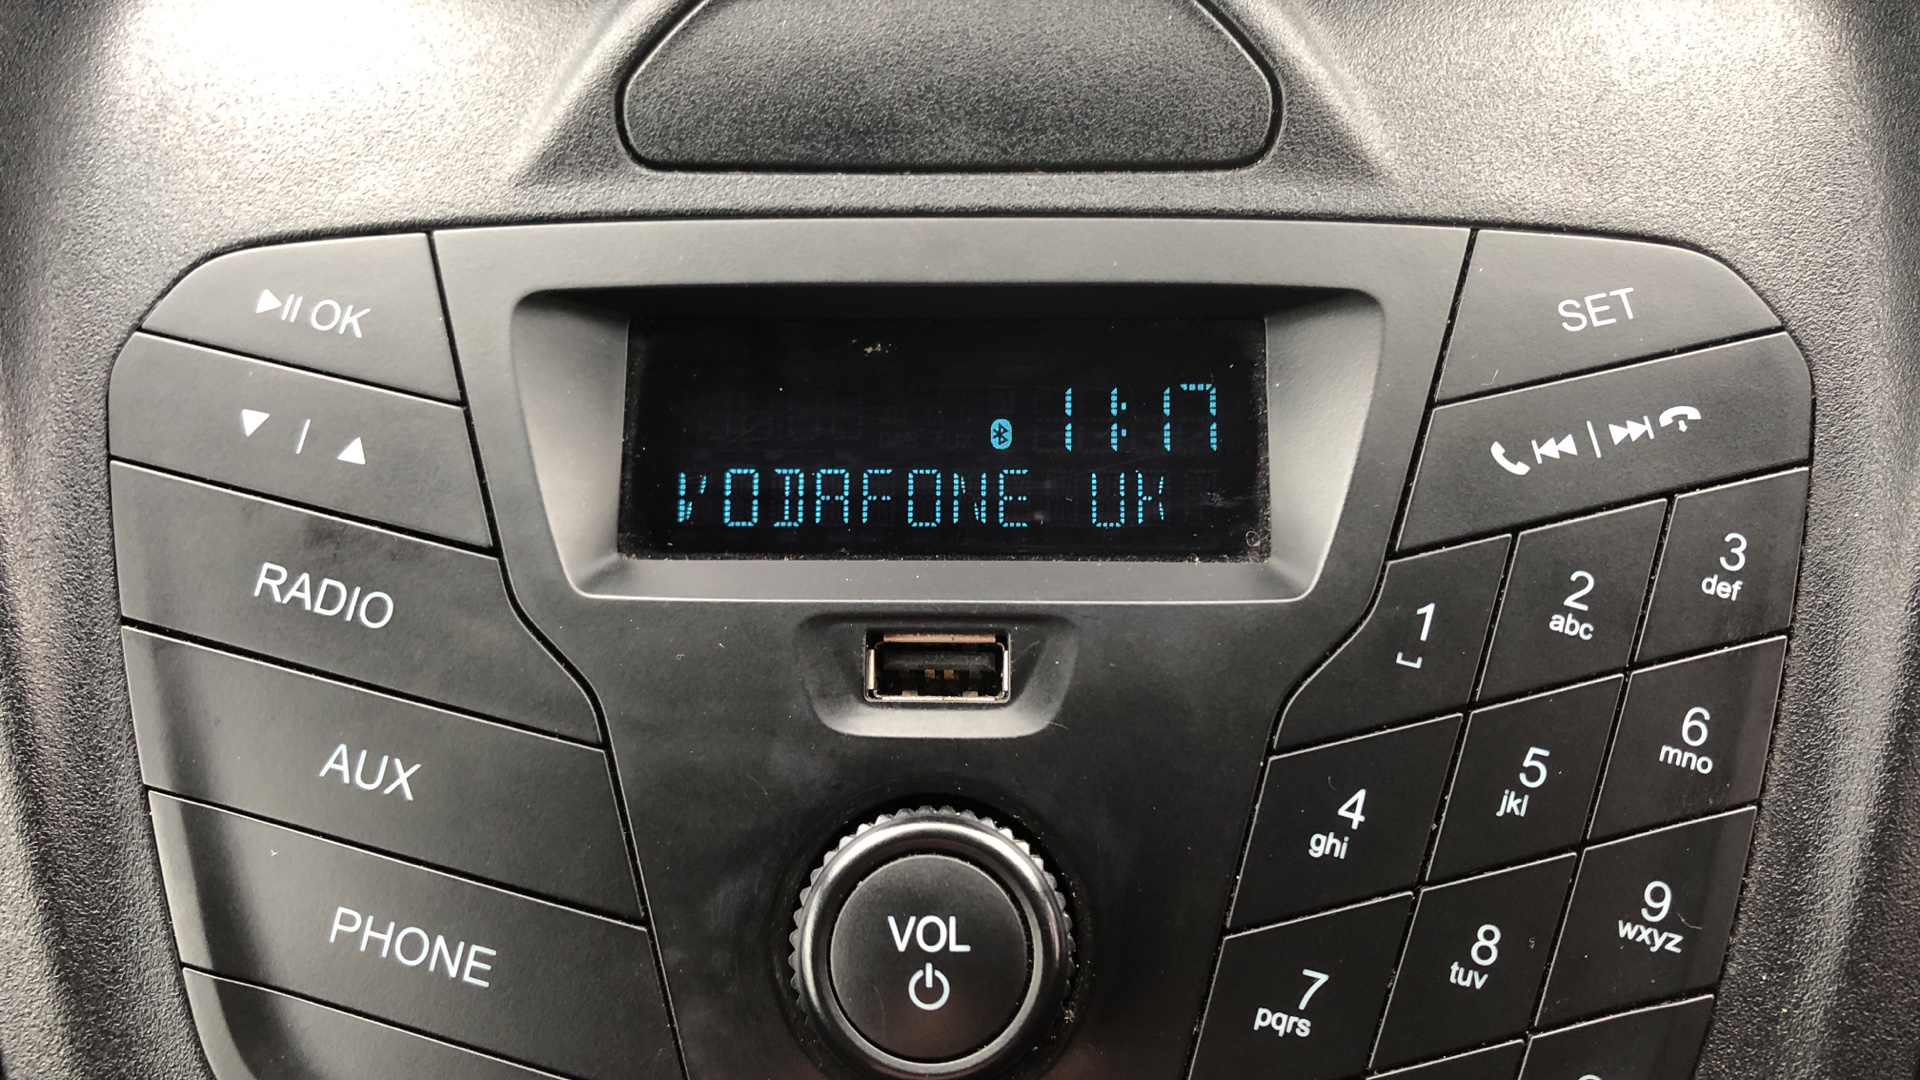 OK
SET
11:17
VODAFONE UK
RADIO
AUX
PHONE
VOL
1
2
abc
3
def
4
ghi
5
jkl
6
mno
7
pqrs
8
tuv
9
wxyz